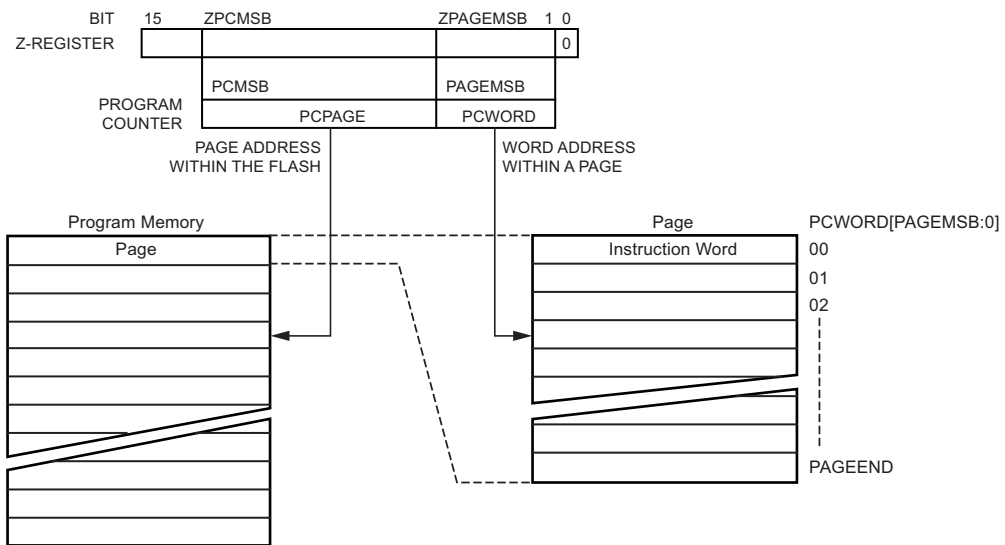 BIT 15 ZPCMSB ZPAGEMSB 1 0
Z-REGISTER 0
PCMSB PAGEMSB
PROGRAM
COUNTER
PCPAGE PCWORD
PAGE ADDRESS
WITHIN THE FLASH
WORD ADDRESS
WITHIN A PAGE
Program Memory
Page
Page
Instruction Word
PCWORD[PAGEMSB:0]
00
01
02
PAGEEND